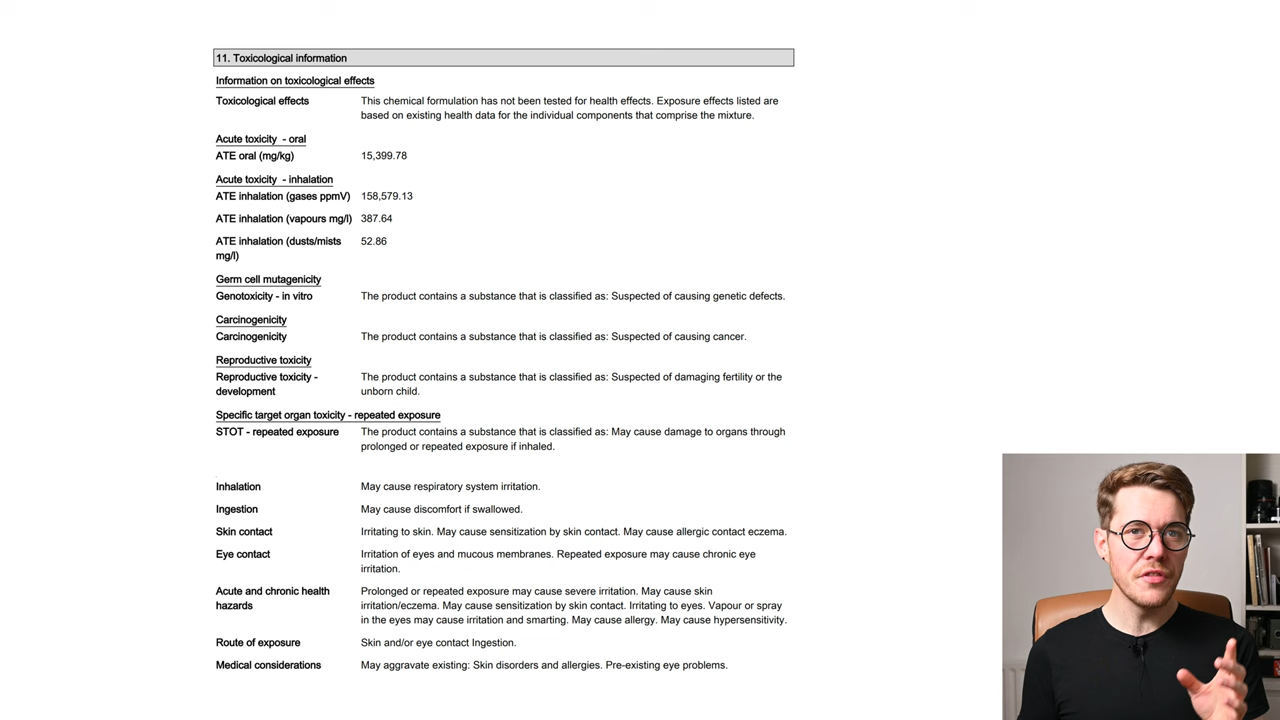 11. Toxicological information
Information on toxicological effects
Toxicological effects This chemical formulation has not been tested for health effects. Exposure effects listed are
based on existing health data for the individual components that comprise the mixture.
Acute toxicity - oral
ATE oral (mg/kg) 15,399.78
Acute toxicity - inhalation
ATE inhalation (gases ppmV) 158,579.13
ATE inhalation (vapours mg/l) 387.64
ATE inhalation (dusts/mists 52.86
mg/l)
Germ cell mutagenicity
Genotoxicity - in vitro The product contains a substance that is classified as: Suspected of causing genetic defects.
Carcinogenicity
Carcinogenicity The product contains a substance that is classified as: Suspected of causing cancer.
Reproductive toxicity
Reproductive toxicity - The product contains a substance that is classified as: Suspected of damaging fertility or the
development unborn child.
Specific target organ toxicity - repeated exposure
STOT - repeated exposure The product contains a substance that is classified as: May cause damage to organs through
prolonged or repeated exposure if inhaled.
Inhalation May cause respiratory system irritation.
Ingestion May cause discomfort if swallowed.
Skin contact Irritating to skin. May cause sensitization by skin contact. May cause allergic contact eczema.
Eye contact Irritation of eyes and mucous membranes. Repeated exposure may cause chronic eye
irritation.
Acute and chronic health Prolonged or repeated exposure may cause severe irritation. May cause skin
hazards irritation/eczema. May cause sensitization by skin contact. Irritating to eyes. Vapour or spray
in the eyes may cause irritation and smarting. May cause allergy. May cause hypersensitivity.
Route of exposure Skin and/or eye contact Ingestion.
Medical considerations May aggravate existing: Skin disorders and allergies. Pre-existing eye problems.